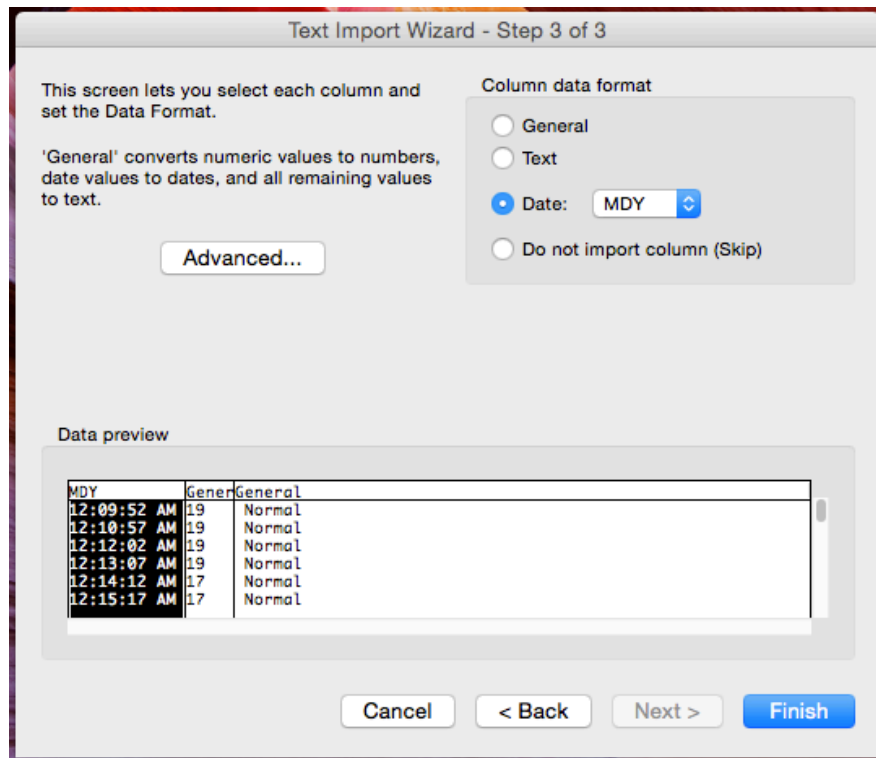 Text Import Wizard - Step 3 of 3
This screen lets you select each column and
set the Data Format.
'General' converts numeric values to numbers,
date values to dates, and all remaining values
to text.
Advanced...
Column data format
General
Text
Date: MDY
Do not import column (Skip)
Data preview
MDY Gener General
12:09:52 AM 19 Normal
12:10:57 AM 19 Normal
12:12:02 AM 19 Normal
12:13:07 AM 19 Normal
12:14:12 AM 17 Normal
12:15:17 AM 17 Normal
Cancel < Back Next > Finish